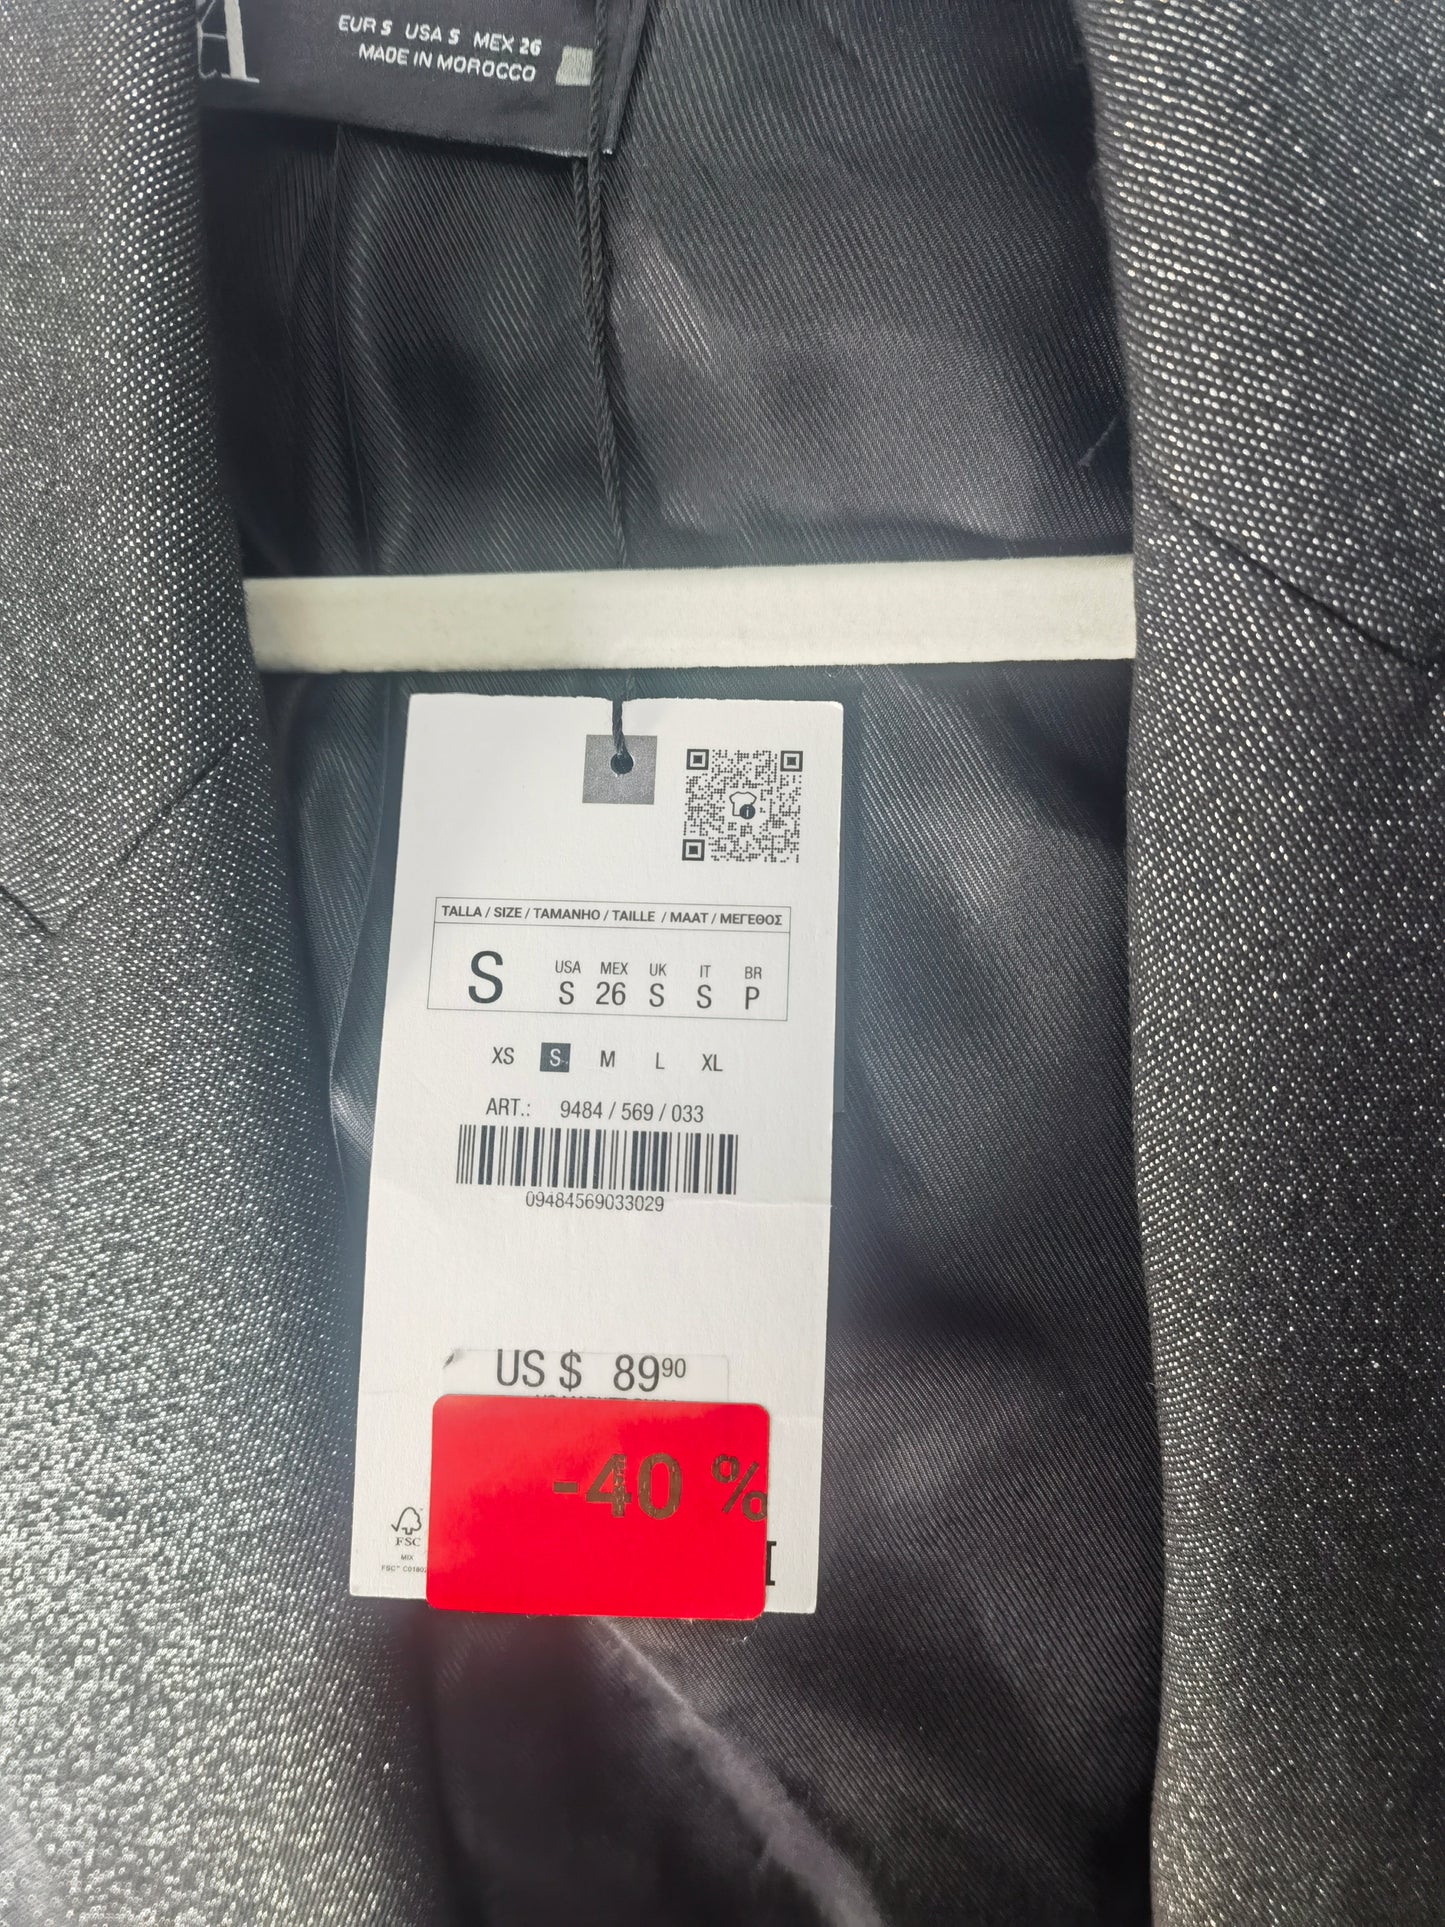 EUR S USA S MEX 26
MADE IN MOROCCO
TALLA / SIZE / TAMANHO / TAILLE / MAAT / ΜΕΓΕΘΟΣ
S
USA MEX UK IT BR
S 26 S S P
XS S M L XL
ART.: 9484 / 569 / 033
09484569033029
US $ 89.90
-40 %
FSC
MIX